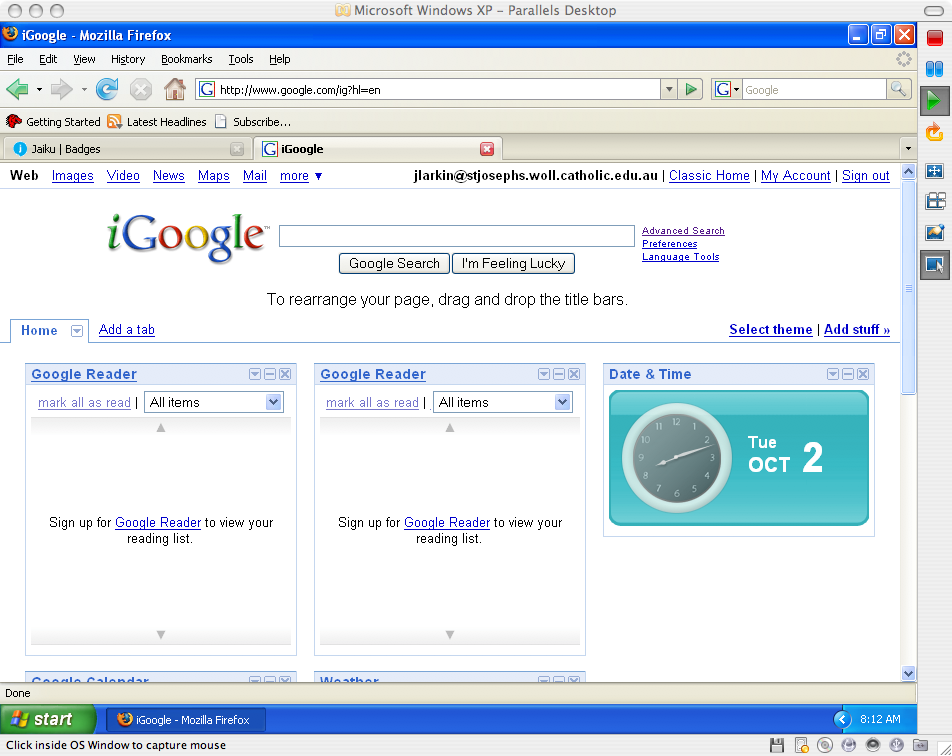 Microsoft Windows XP - Parallels Desktop
iGoogle - Mozilla Firefox
File Edit View History Bookmarks Tools Help
G http://www.google.com/ig?hl=en G Google
Getting Started Latest Headlines Subscribe...
Jaiku | Badges G iGoogle
Web Images Video News Maps Mail more ▼ jlarkin@stjosephs.woll.catholic.edu.au | Classic Home | My Account | Sign out
iGoogle™
Advanced Search
Preferences
Language Tools
Google Search I'm Feeling Lucky
To rearrange your page, drag and drop the title bars.
Home Add a tab Select theme | Add stuff »
Google Reader Google Reader Date & Time
mark all as read | All items mark all as read | All items
12 1 2 3 4 5 6 7 8 9 10 11
Tue
OCT 2
Sign up for Google Reader to view your reading list.
Sign up for Google Reader to view your reading list.
Google Calendar Weather
Done
start iGoogle - Mozilla Firefox 8:12 AM
Click inside OS Window to capture mouse